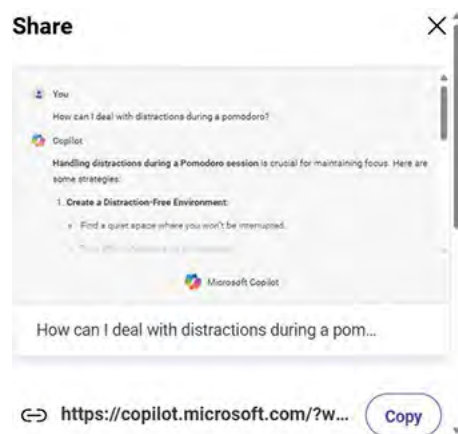 Share
You
How can I deal with distractions during a pomodoro?
Copilot
Handling distractions during a Pomodoro session is crucial for maintaining focus. Here are
some strategies:
1. Create a Distraction-Free Environment:
Find a quiet space where you won't be interrupted.
Microsoft Copilot
How can I deal with distractions during a pom...
https://copilot.microsoft.com/?w...
Copy